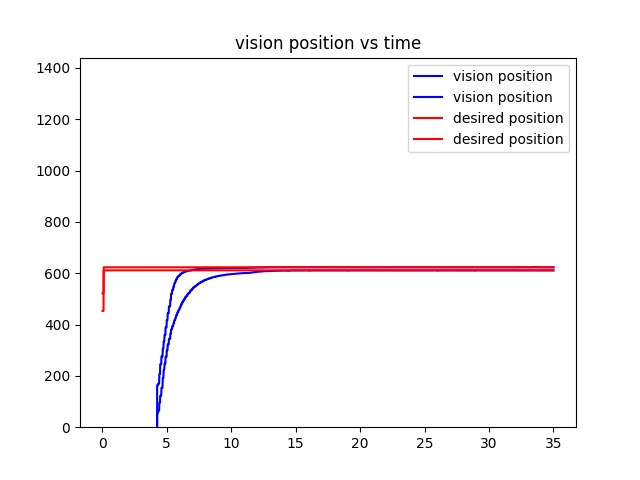 vision position vs time
1400
1200
1000
800
600
400
200
0
vision position
vision position
desired position
desired position
0 5 10 15 20 25 30 35